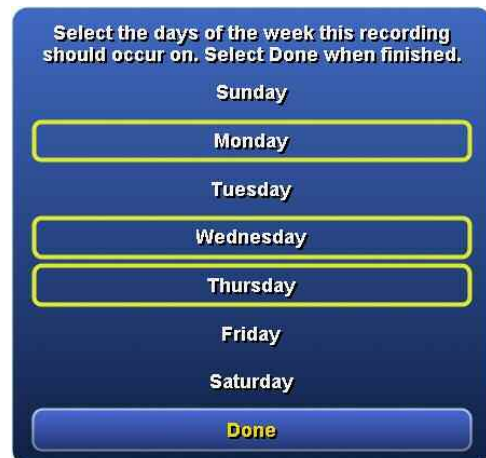 Select the days of the week this recording
should occur on. Select Done when finished.
Sunday
Monday
Tuesday
Wednesday
Thursday
Friday
Saturday
Done